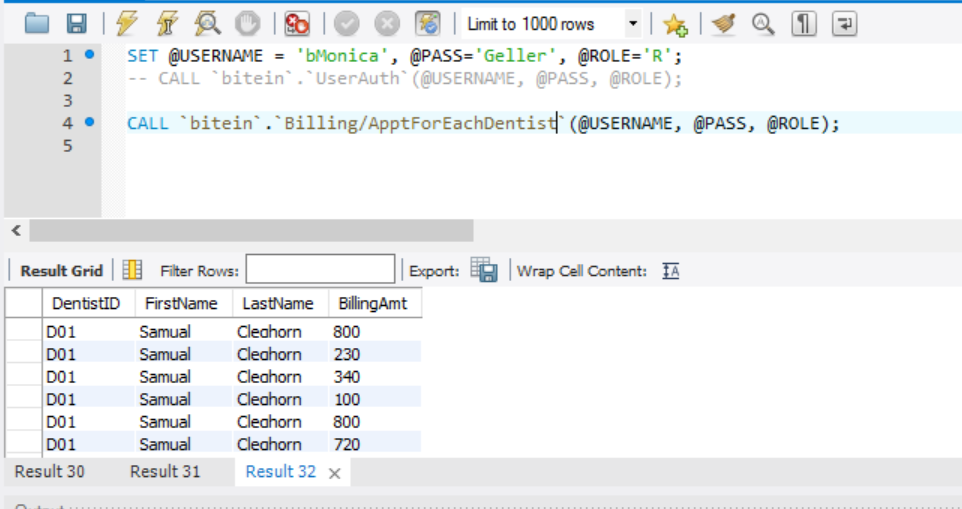 Limit to 1000 rows
1 SET @USERNAME = 'bMonica', @PASS='Geller', @ROLE='R';
2 -- CALL `bitein`.`UserAuth`(@USERNAME, @PASS, @ROLE);
3
4 CALL `bitein`.`Billing/ApptForEachDentist`(@USERNAME, @PASS, @ROLE);
5
Result Grid Filter Rows: Export: Wrap Cell Content: IA
DentistID FirstName LastName BillingAmt
D01 Samual Cleghorn 800
D01 Samual Cleghorn 230
D01 Samual Cleghorn 340
D01 Samual Cleghorn 100
D01 Samual Cleghorn 800
D01 Samual Cleghorn 720
Result 30 Result 31 Result 32